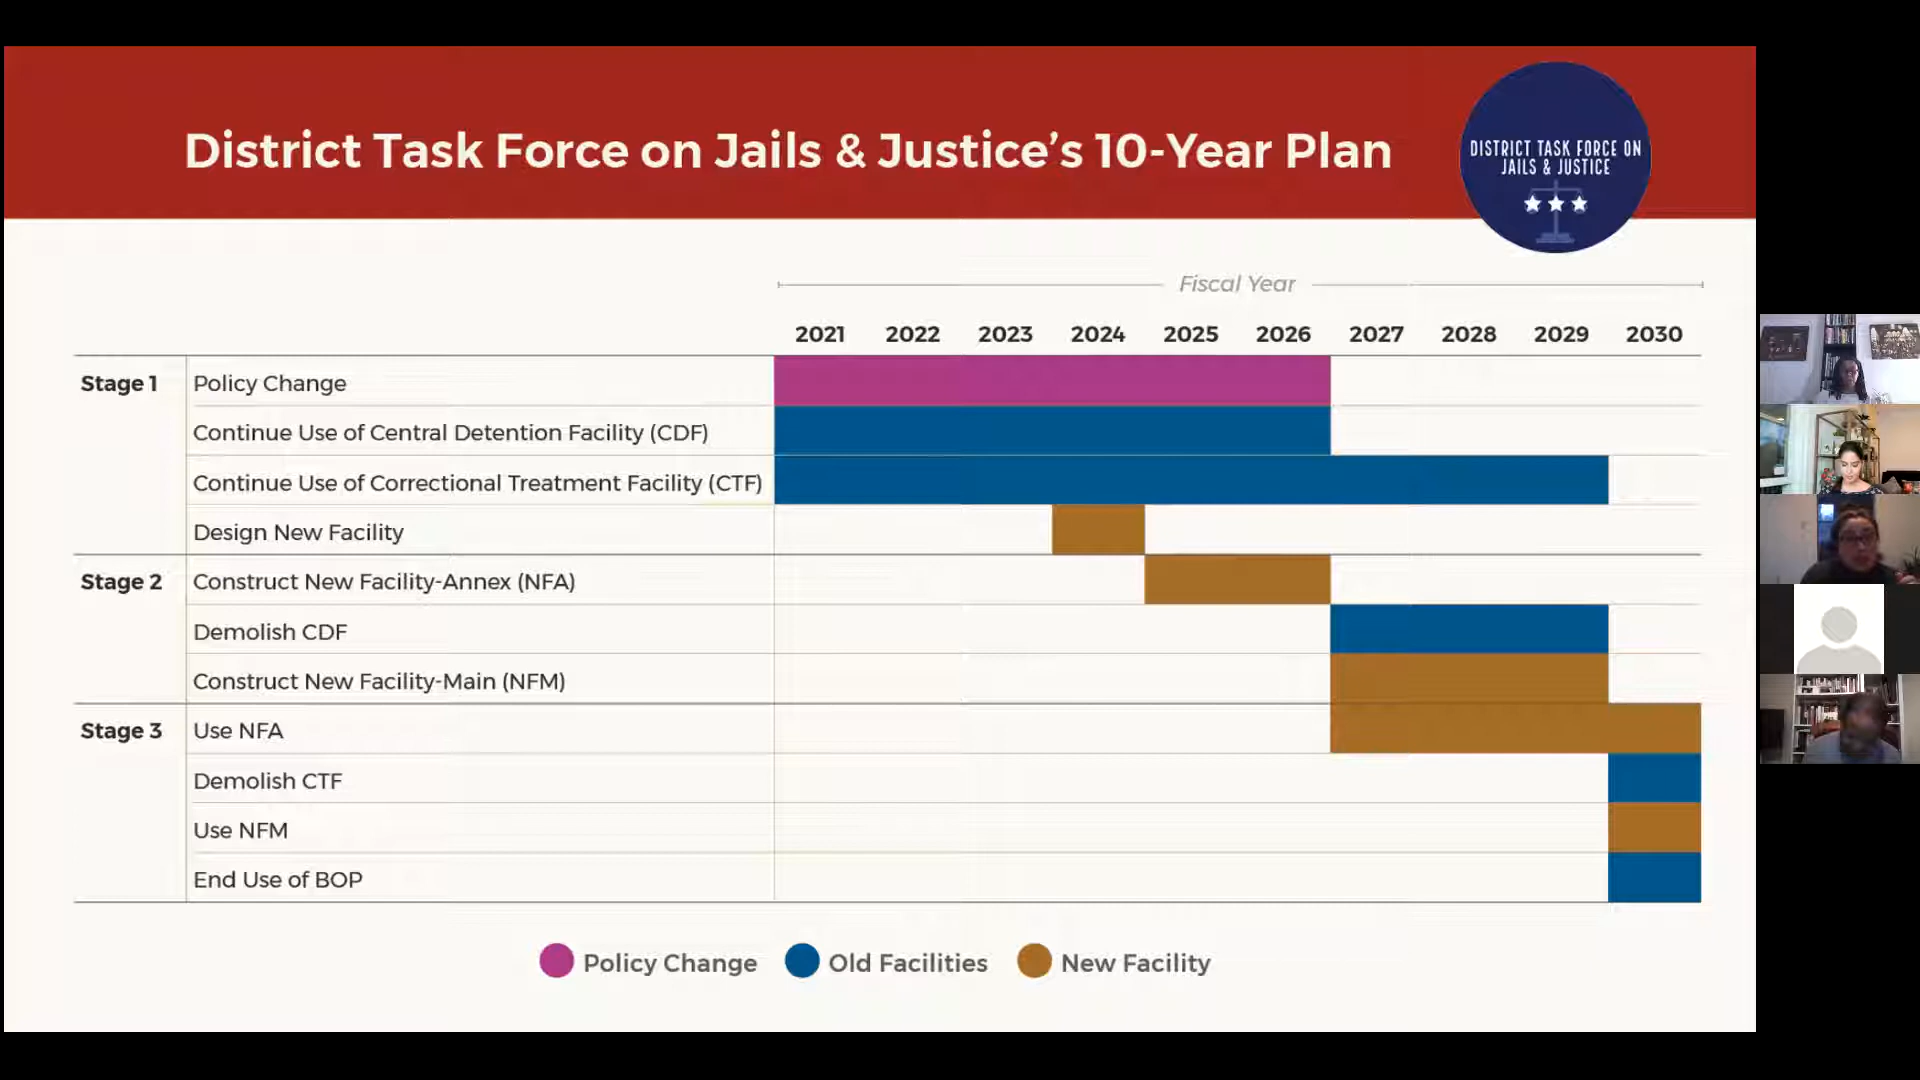 District Task Force on Jails & Justice’s 10-Year Plan
DISTRICT TASK FORCE ON
JAILS & JUSTICE
Fiscal Year
2021 2022 2023 2024 2025 2026 2027 2028 2029 2030
Stage 1 Policy Change
Continue Use of Central Detention Facility (CDF)
Continue Use of Correctional Treatment Facility (CTF)
Design New Facility
Stage 2 Construct New Facility-Annex (NFA)
Demolish CDF
Construct New Facility-Main (NFM)
Stage 3 Use NFA
Demolish CTF
Use NFM
End Use of BOP
Policy Change Old Facilities New Facility